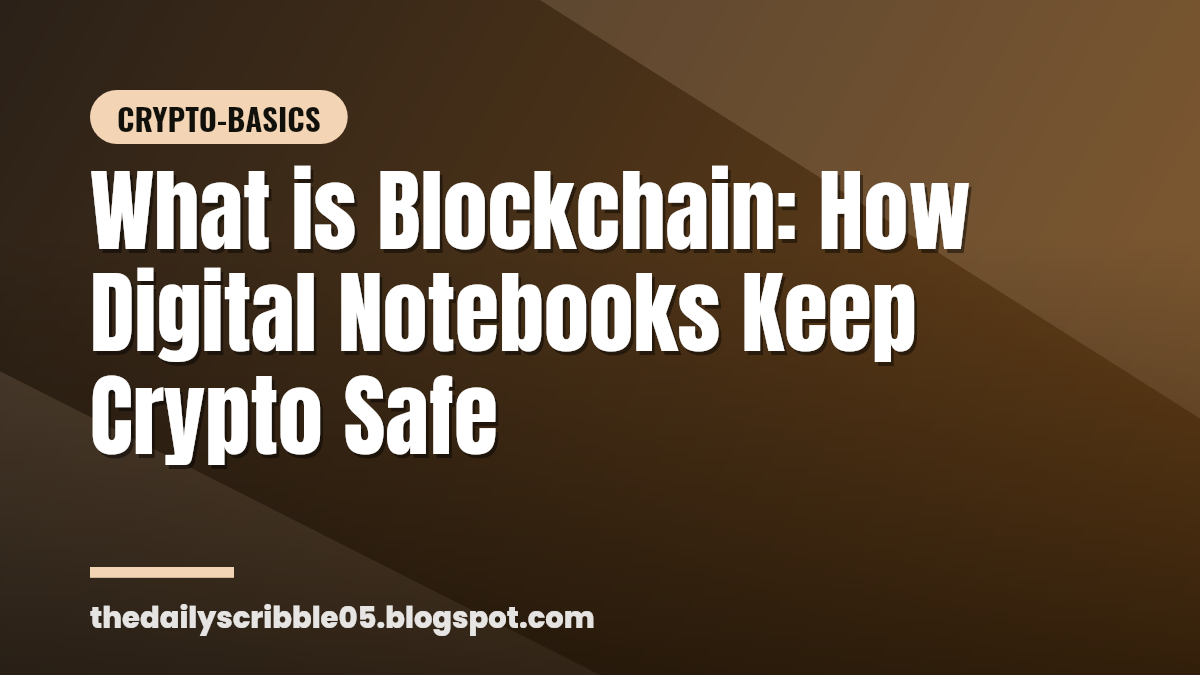 CRYPTO-BASICS
What is Blockchain: How
Digital Notebooks Keep
Crypto Safe
thedailyscribble05.blogspot.com